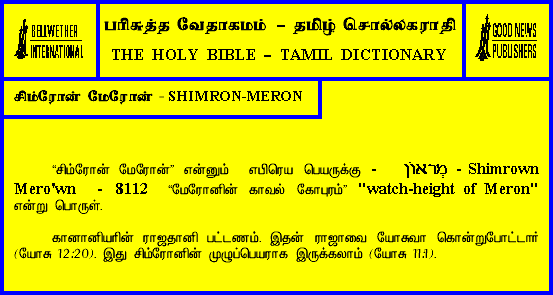 BELLWETHER
INTERNATIONAL
பரிசுத்த வேதாகமம் – தமிழ் சொல்லகராதி
THE HOLY BIBLE – TAMIL DICTIONARY
GOOD NEWS
PUBLISHERS
சிம்ரோன் மேரோன் - SHIMRON-MERON
“சிம்ரோன் மேரோன்” என்னும் எபிரெய பெயருக்கு - מְראוֹן - Shimrown
Mero'wn - 8112 “மேரோனின் காவல் கோபுரம்” "watch-height of Meron"
என்று பொருள்.
கானானியரின் ராஜதானி பட்டணம். இதன் ராஜாவை யோசுவா கொன்றுபோட்டார்
(யோசு 12:20). இது சிம்ரோனின் முழுப்பெயராக இருக்கலாம் (யோசு 11:1).